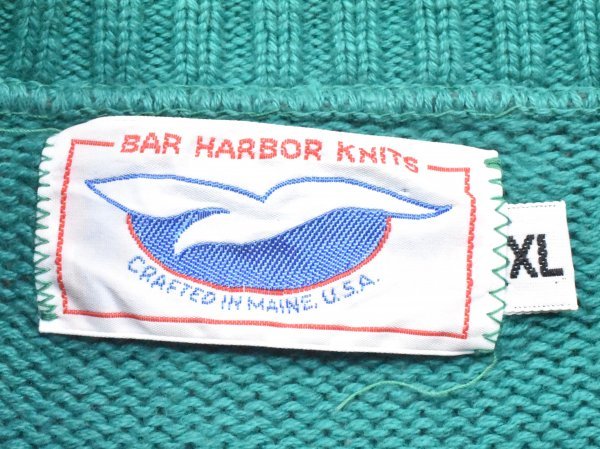 BAR HARBOR KNITS
CRAFTED IN MAINE, U.S.A.
XL